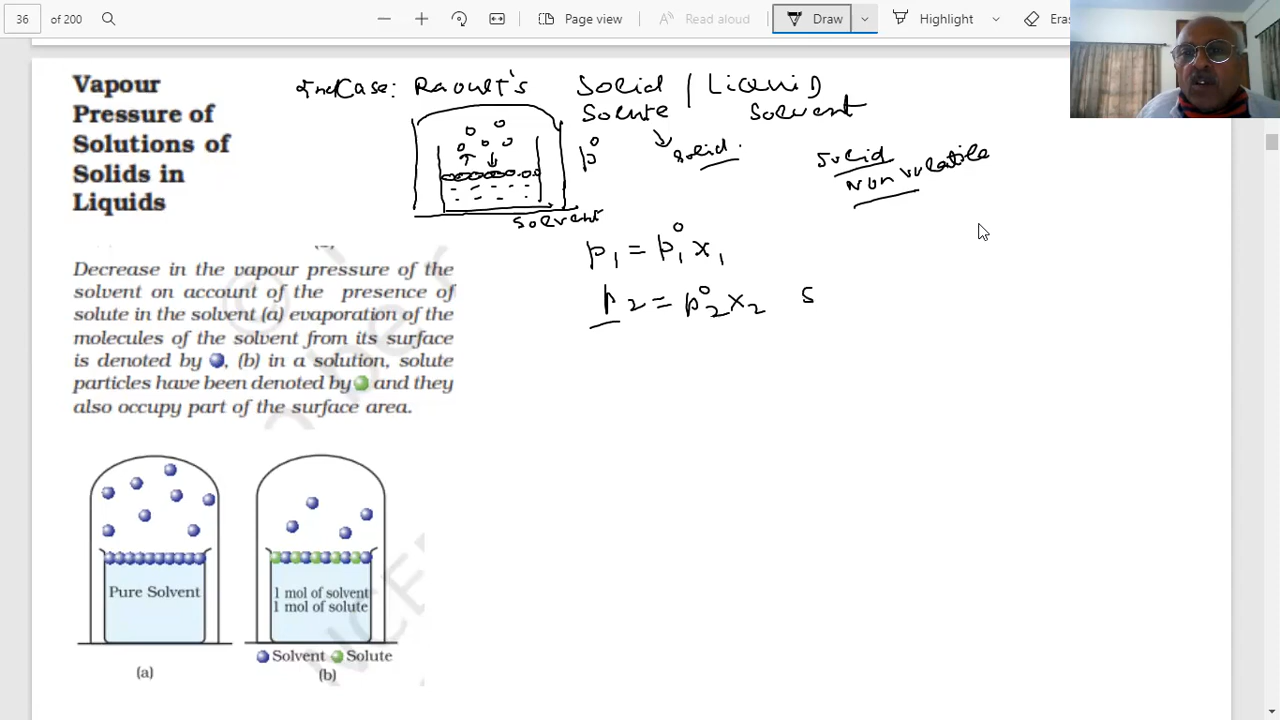 36 of 200 Page view Read aloud Draw Highlight
Vapour
Pressure of
Solutions of
Solids in
Liquids
Case: Raoult's Solid / Liquid
Solute Solvent
p° solid.
Solid
Non volatile
Solvent
p₁ = p₁° x₁
p₂ = p₂° x₂ S
Decrease in the vapour pressure of the
solvent on account of the presence of
solute in the solvent (a) evaporation of the
molecules of the solvent from its surface
is denoted by , (b) in a solution, solute
particles have been denoted by and they
also occupy part of the surface area.
Pure Solvent
1 mol of solvent
1 mol of solute
Solvent Solute
(a) (b)